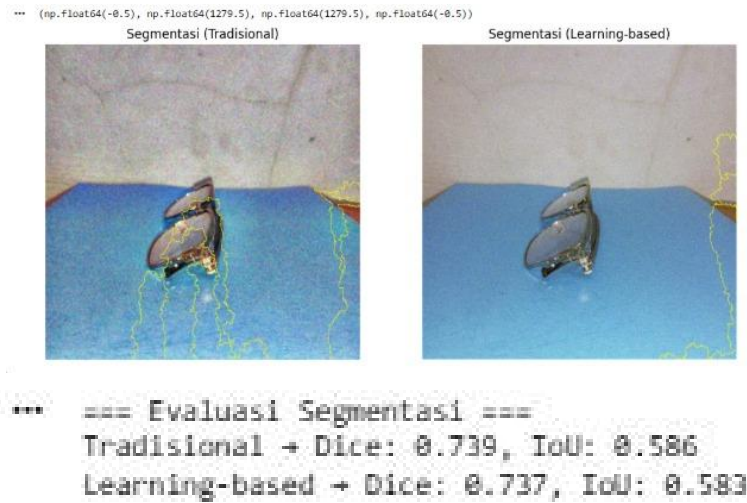 ••• (np.float64(-0.5), np.float64(1279.5), np.float64(1279.5), np.float64(-0.5))
Segmentasi (Tradisional)
Segmentasi (Learning-based)
••• === Evaluasi Segmentasi ===
Tradisional → Dice: 0.739, IoU: 0.586
Learning-based → Dice: 0.737, IoU: 0.583